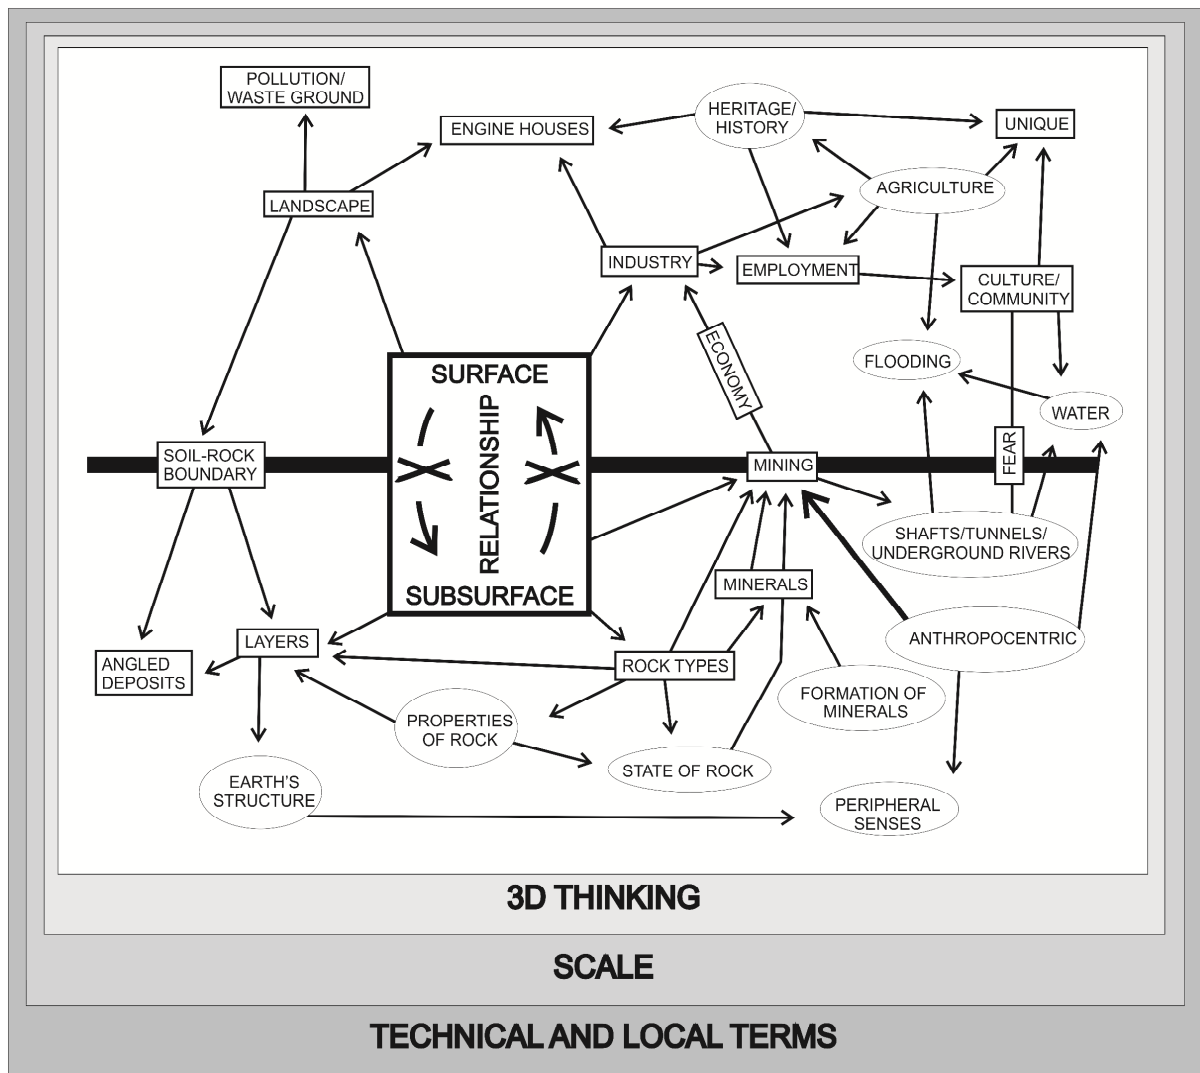 POLLUTION/
WASTE GROUND
ENGINE HOUSES
HERITAGE/
HISTORY
UNIQUE
LANDSCAPE
AGRICULTURE
INDUSTRY
EMPLOYMENT
CULTURE/
COMMUNITY
ECONOMY
FLOODING
WATER
SURFACE
RELATIONSHIP
SUBSURFACE
SOIL-ROCK
BOUNDARY
MINING
FEAR
SHAFTS/TUNNELS/
UNDERGROUND RIVERS
MINERALS
ANTHROPOCENTRIC
LAYERS
ROCK TYPES
ANGLED
DEPOSITS
FORMATION OF
MINERALS
PROPERTIES
OF ROCK
STATE OF ROCK
EARTH'S
STRUCTURE
PERIPHERAL
SENSES
3D THINKING
SCALE
TECHNICAL AND LOCAL TERMS